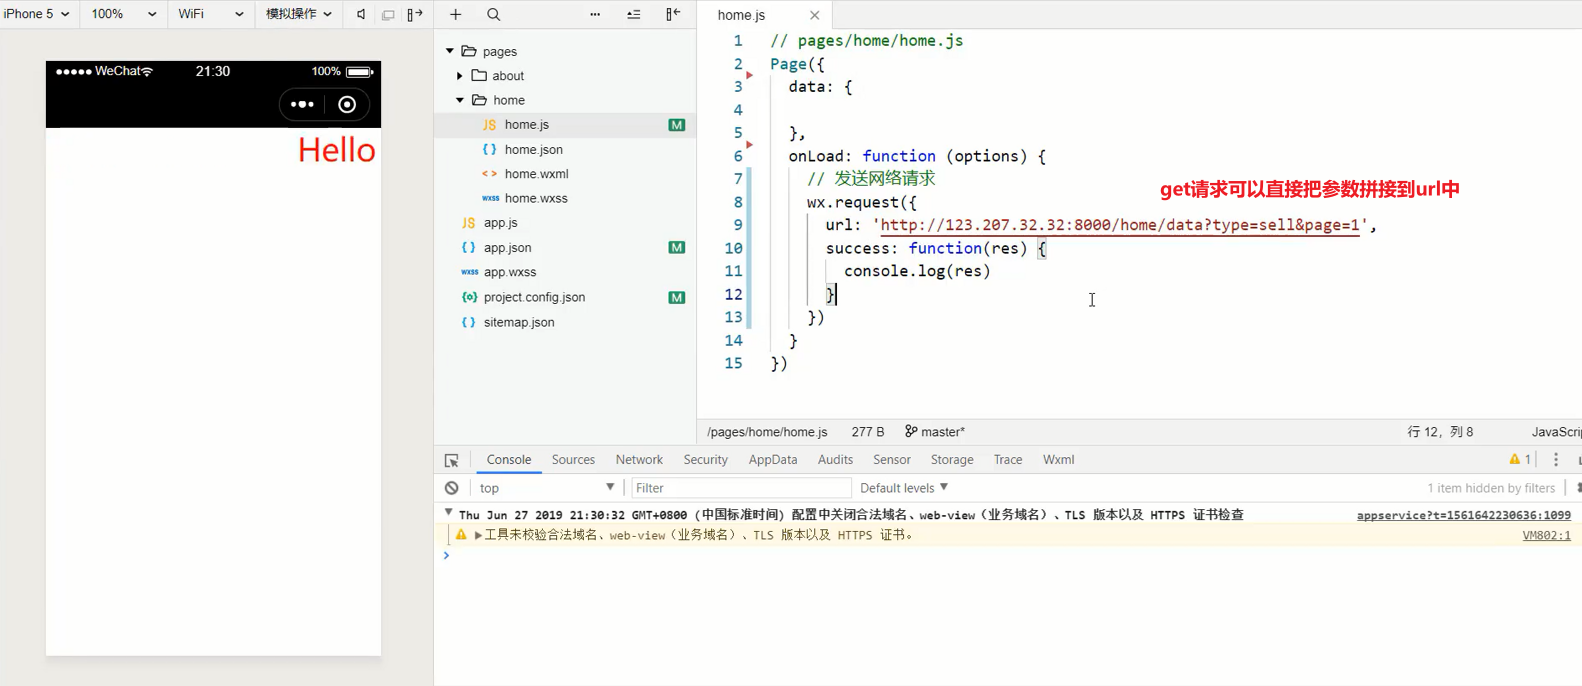 iPhone 5
100%
WiFi
模拟操作
WeChat
21:30
100%
Hello
pages
about
home
JS home.js M
{ } home.json
< > home.wxml
wxss home.wxss
JS app.js
{ } app.json M
wxss app.wxss
{o} project.config.json M
{ } sitemap.json
home.js
1 // pages/home/home.js
2 Page({
3 data: {
4
5 },
6 onLoad: function (options) {
7 // 发送网络请求
8 wx.request({
get请求可以直接把参数拼接到url中
9 url: 'http://123.207.32.32:8000/home/data?type=sell&page=1',
10 success: function(res) {
11 console.log(res)
12 }
13 })
14 }
15 })
/pages/home/home.js 277 B master* 行 12，列 8 JavaScri
Console Sources Network Security AppData Audits Sensor Storage Trace Wxml 1
top Filter Default levels 1 item hidden by filters
Thu Jun 27 2019 21:30:32 GMT+0800 (中国标准时间) 配置中关闭合法域名、web-view（业务域名）、TLS 版本以及 HTTPS 证书检查 appservice?t=1561642230636:1099
工具未校验合法域名、web-view（业务域名）、TLS 版本以及 HTTPS 证书。 VM802:1